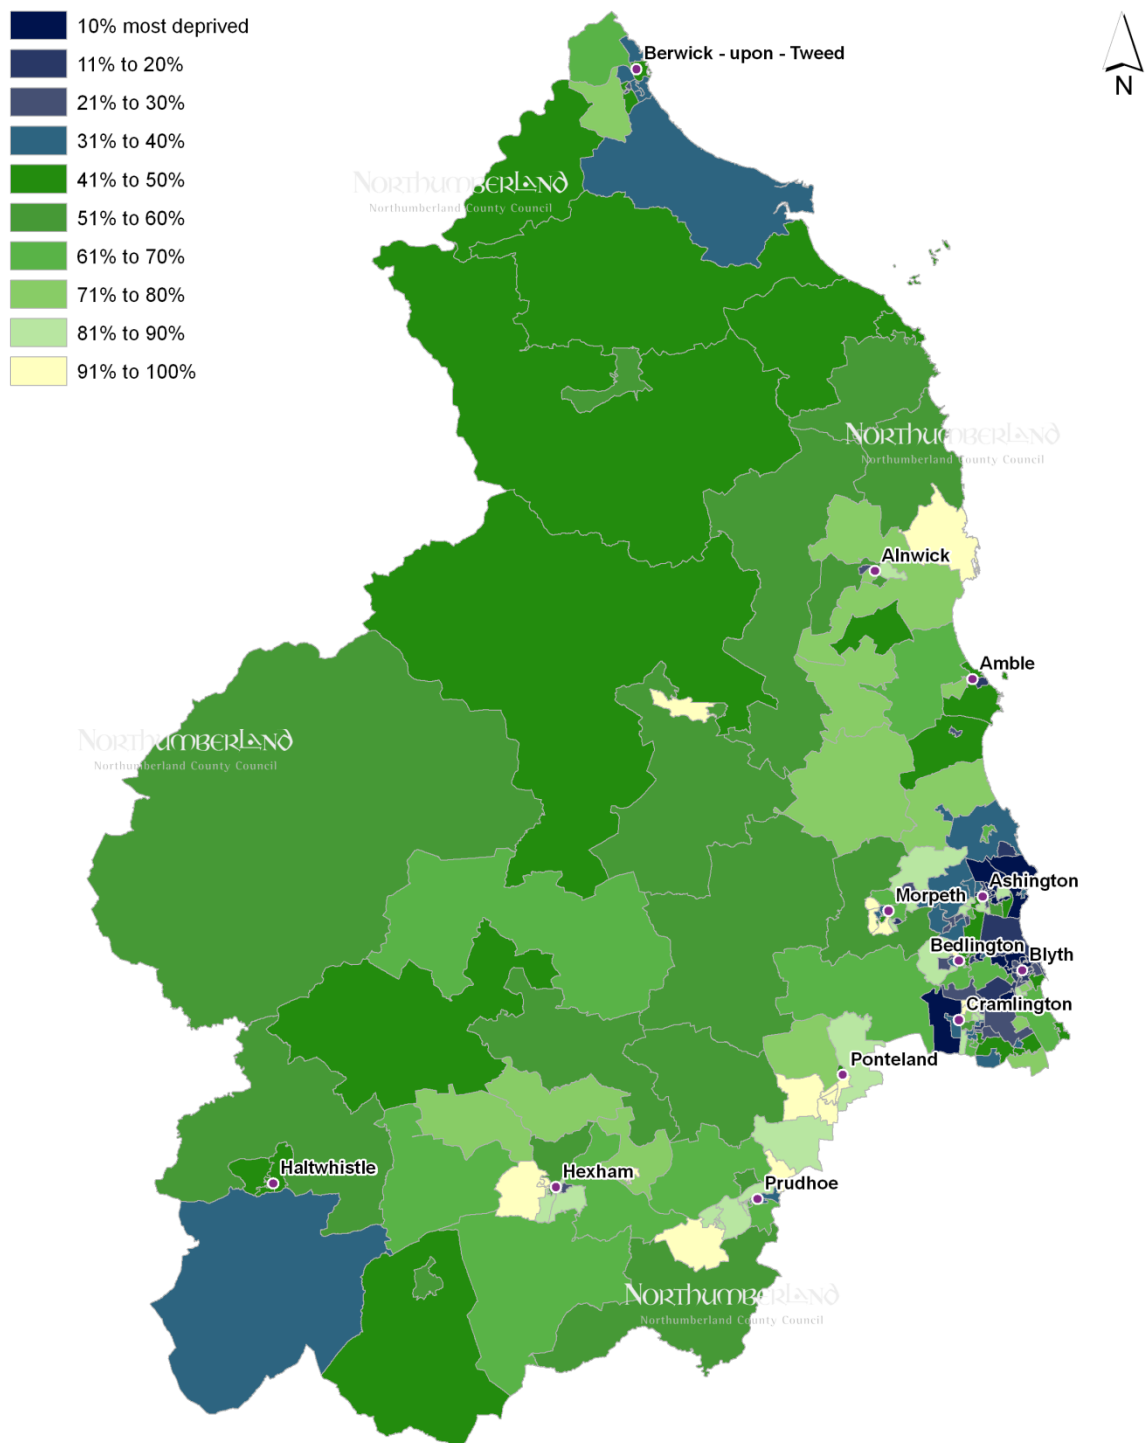 10% most deprived
11% to 20%
21% to 30%
31% to 40%
41% to 50%
51% to 60%
61% to 70%
71% to 80%
81% to 90%
91% to 100%
N
Berwick - upon - Tweed
Northumberland
Northumberland County Council
Northumberland
Northumberland County Council
Alnwick
Amble
Northumberland
Northumberland County Council
Ashington
Morpeth
Bedlington
Blyth
Cramlington
Ponteland
Haltwhistle
Hexham
Prudhoe
Northumberland
Northumberland County Council